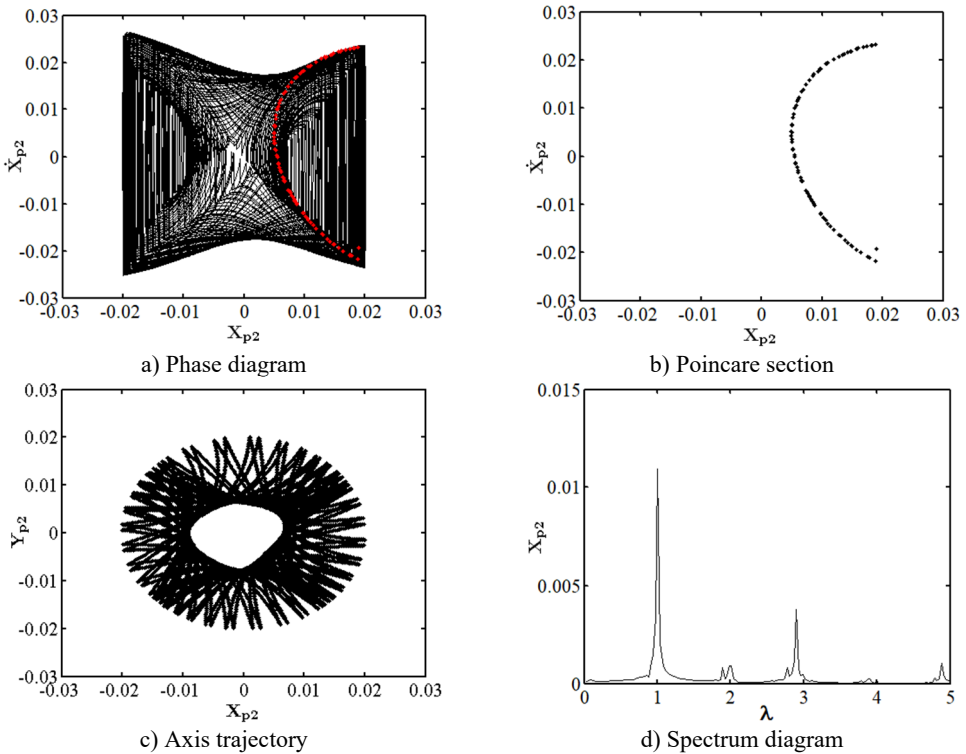 0.03
0.02
0.01
0
-0.01
-0.02
-0.03
Ẋp2
-0.03 -0.02 -0.01 0 0.01 0.02 0.03
Xp2
a) Phase diagram
0.03
0.02
0.01
0
-0.01
-0.02
-0.03
Ẋp2
-0.03 -0.02 -0.01 0 0.01 0.02 0.03
Xp2
b) Poincare section
0.03
0.02
0.01
0
-0.01
-0.02
-0.03
Yp2
-0.03 -0.02 -0.01 0 0.01 0.02 0.03
Xp2
c) Axis trajectory
0.015
0.01
0.005
0
Xp2
0 1 2 3 4 5
λ
d) Spectrum diagram